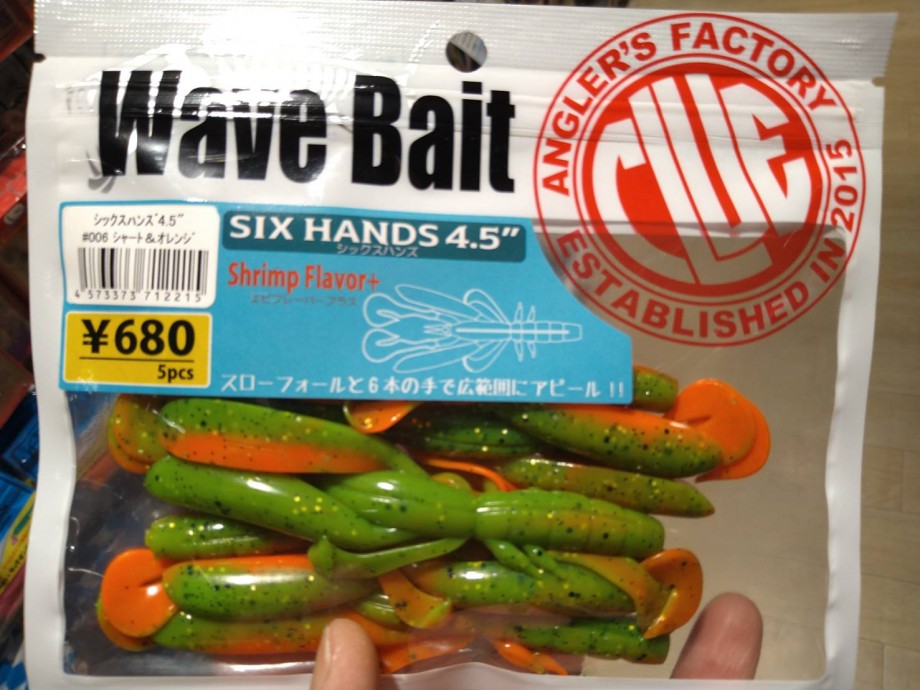 Wave Bait
ANGLER'S FACTORY
CLUE
ESTABLISHED IN 2015
シックスハンズ4.5"
#006 シャート&オレンジ
4 573373 712215
SIX HANDS 4.5"
シックスハンズ
Shrimp Flavor+
エビフレーバープラス
¥680
5pcs
スローフォールと6本の手で広範囲にアピール!!